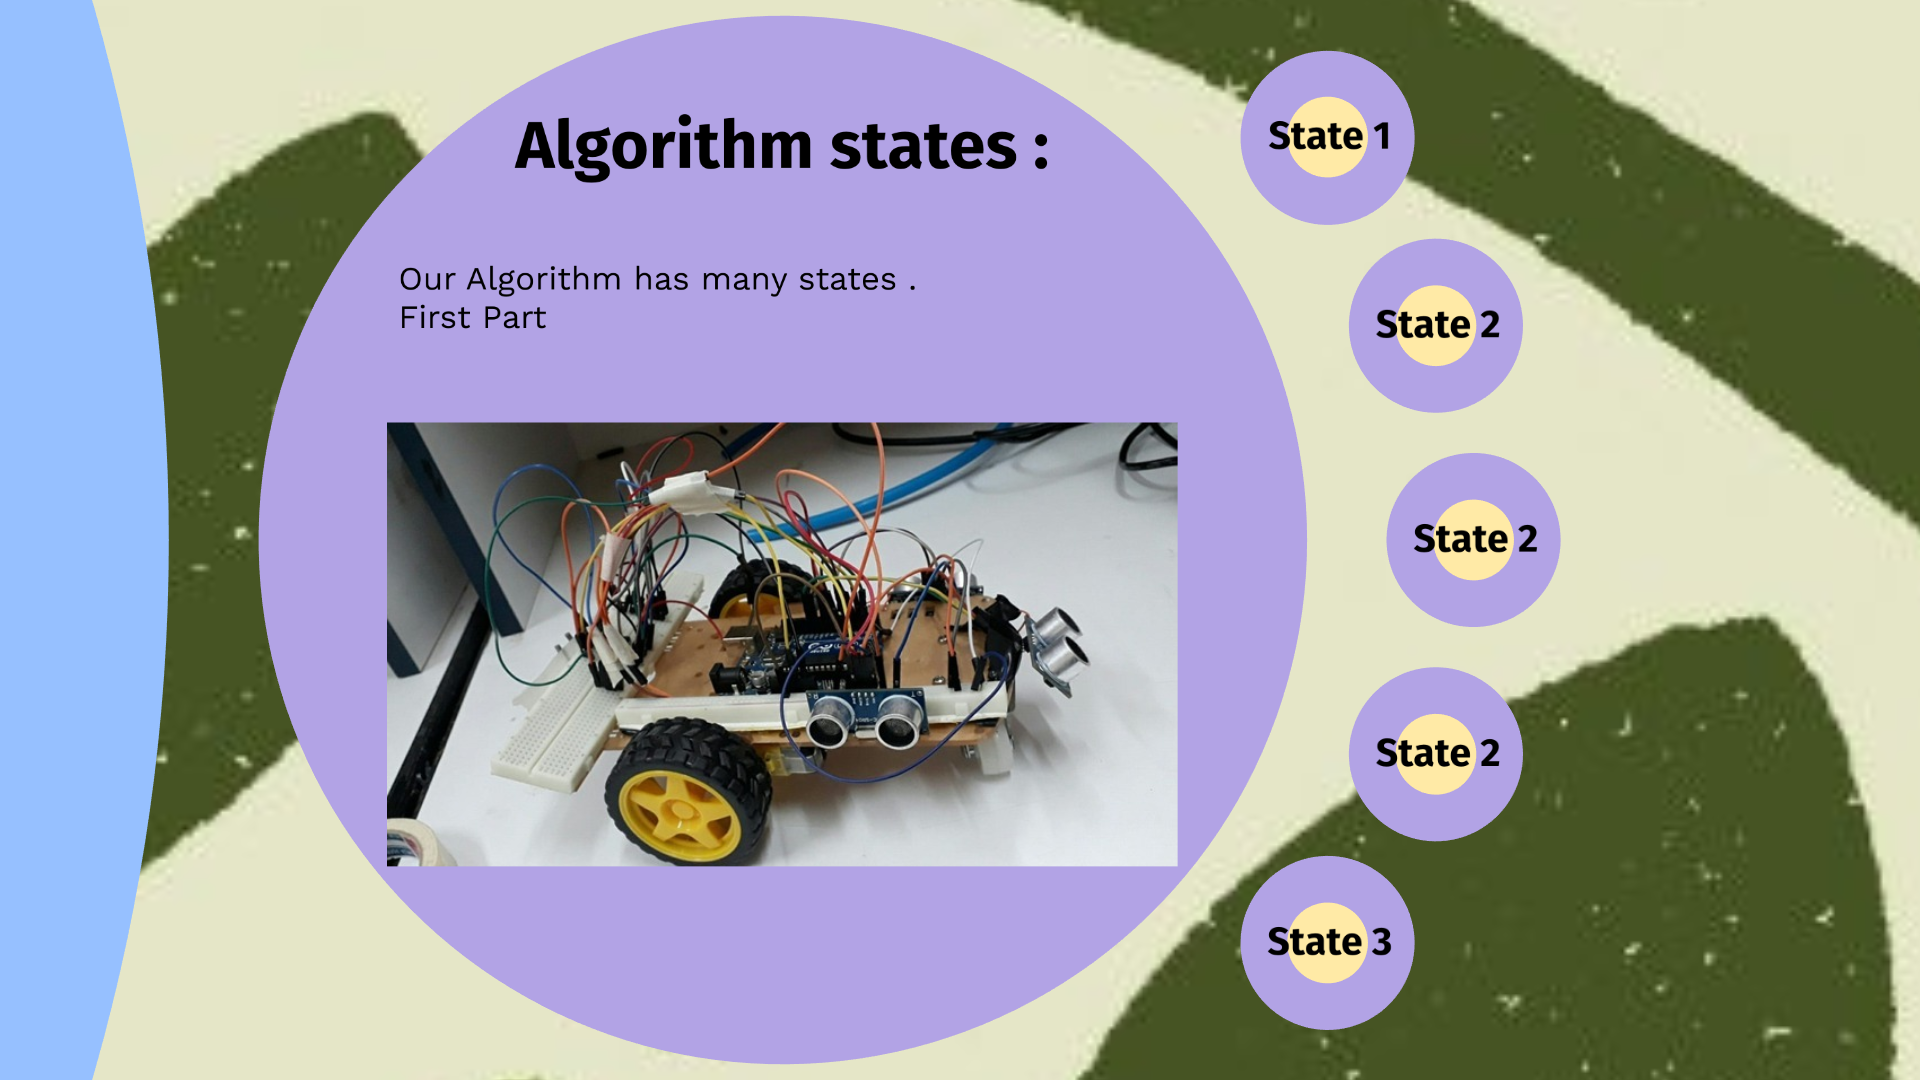 Algorithm states :
Our Algorithm has many states .
First Part
State 1
State 2
State 2
State 2
State 3